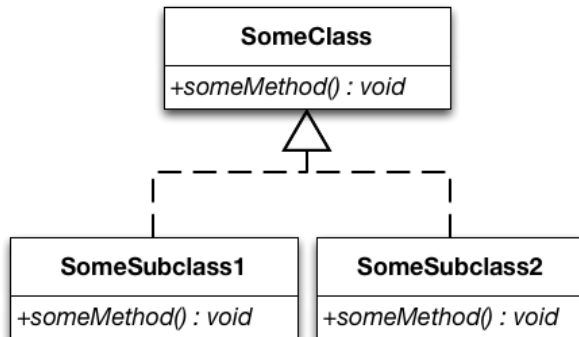 SomeClass
+someMethod() : void
SomeSubclass1
+someMethod() : void
SomeSubclass2
+someMethod() : void